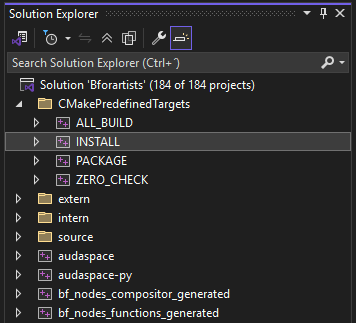 Solution Explorer
Search Solution Explorer (Ctrl+´)
Solution 'Bforartists' (184 of 184 projects)
CMakePredefinedTargets
ALL_BUILD
INSTALL
PACKAGE
ZERO_CHECK
extern
intern
source
audaspace
audaspace-py
bf_nodes_compositor_generated
bf_nodes_functions_generated